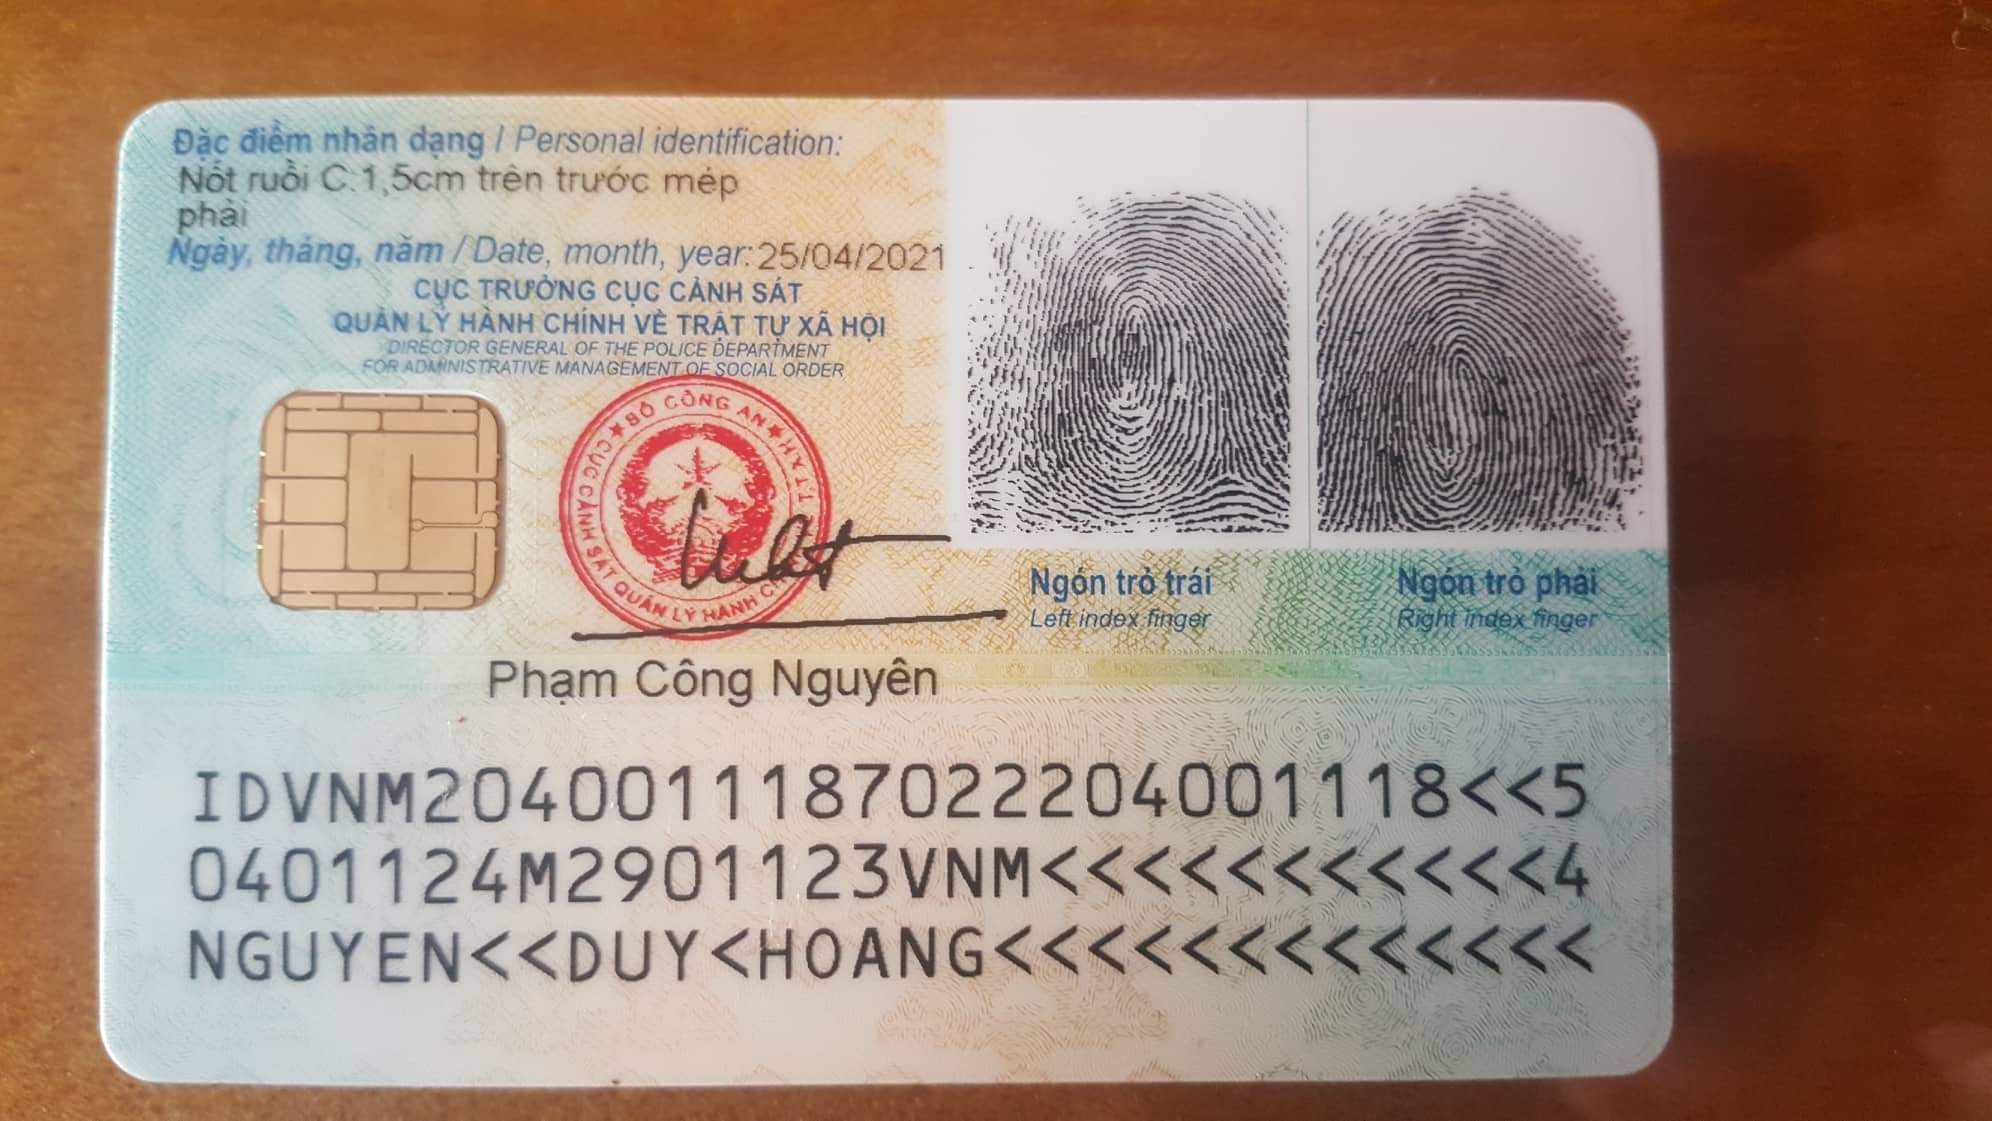 Đặc điểm nhân dạng / Personal identification:
Nốt ruồi C.1,5cm trên trước mép
phải
Ngày, tháng, năm / Date, month, year: 25/04/2021
CỤC TRƯỞNG CỤC CẢNH SÁT
QUẢN LÝ HÀNH CHÍNH VỀ TRẬT TỰ XÃ HỘI
DIRECTOR GENERAL OF THE POLICE DEPARTMENT
FOR ADMINISTRATIVE MANAGEMENT OF SOCIAL ORDER
BỘ CÔNG AN
CỤC CẢNH SÁT QUẢN LÝ HÀNH
Ngón trỏ trái
Left index finger
Ngón trỏ phải
Right index finger
Phạm Công Nguyên
IDVNM2040011187022204001118<<5
0401124M2901123VNM<<<<<<<<<<<4
NGUYEN<<DUY<HOANG<<<<<<<<<<<<<